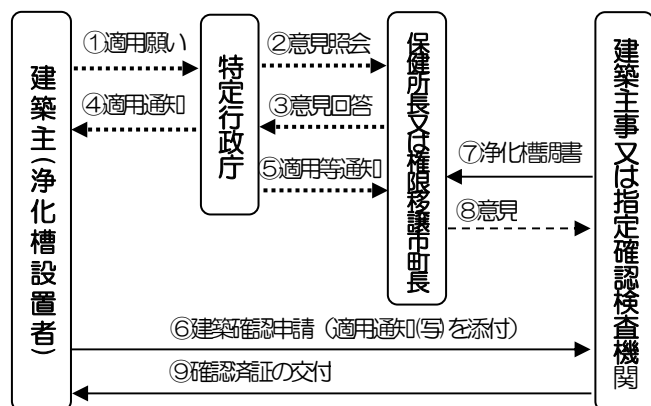 建築主(浄化槽設置者)
①適用願い
④適用通知
特定行政庁
②意見照会
③意見回答
⑤適用等通知
保健所長又は権限移譲市町長
⑦浄化槽調書
⑧意見
建築主事又は指定確認検査機関
⑥建築確認申請(適用通知(写)を添付)
⑨確認済証の交付